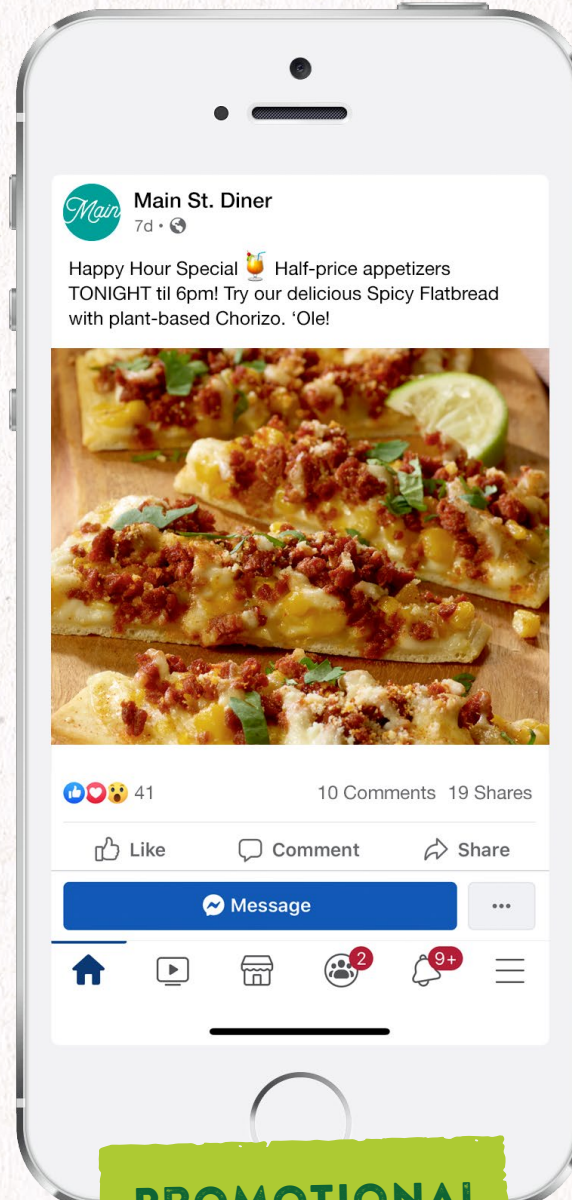 Main
Main St. Diner
7d •
Happy Hour Special 🍹 Half-price appetizers
TONIGHT til 6pm! Try our delicious Spicy Flatbread
with plant-based Chorizo. ‘Ole!
41
10 Comments 19 Shares
Like Comment Share
Message
2 9+
PROMOTIONAL